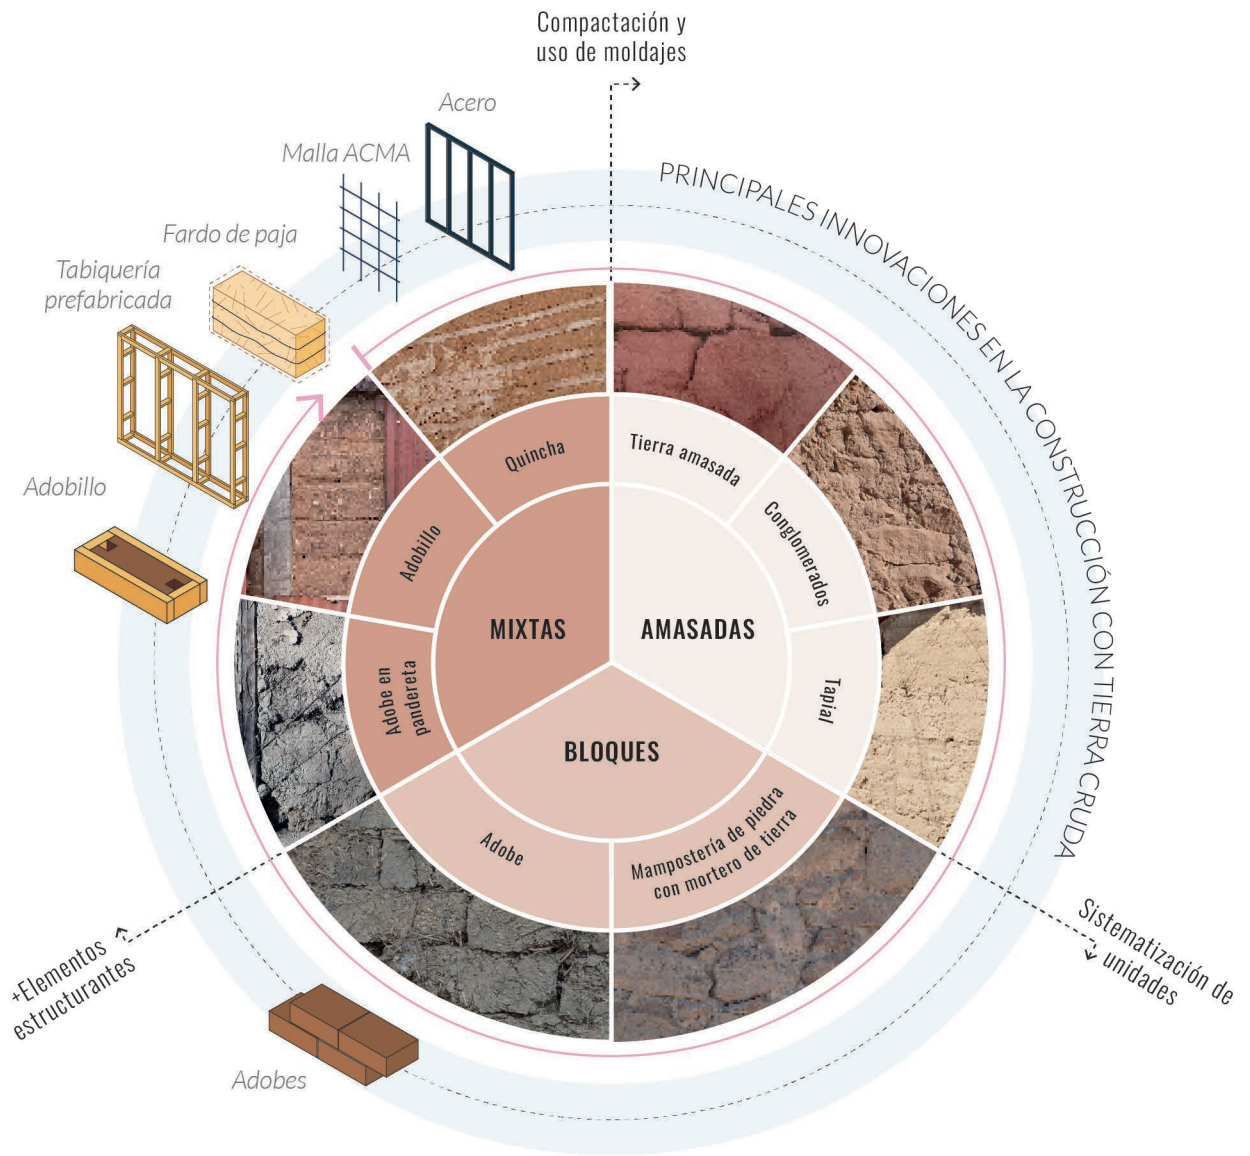 Compactación y
uso de moldajes
Acero
Malla ACMA
Fardo de paja
Tabiquería
prefabricada
Adobillo
PRINCIPALES INNOVACIONES EN LA CONSTRUCCIÓN CON TIERRA CRUDA
Quincha
Tierra amasada
Adobillo
Conglomerados
MIXTAS
AMASADAS
Adobe en
pandereta
Tapial
BLOQUES
Adobe
Mampostería de piedra
con mortero de tierra
+Elementos
estructurantes
Sistematización de
unidades
Adobes